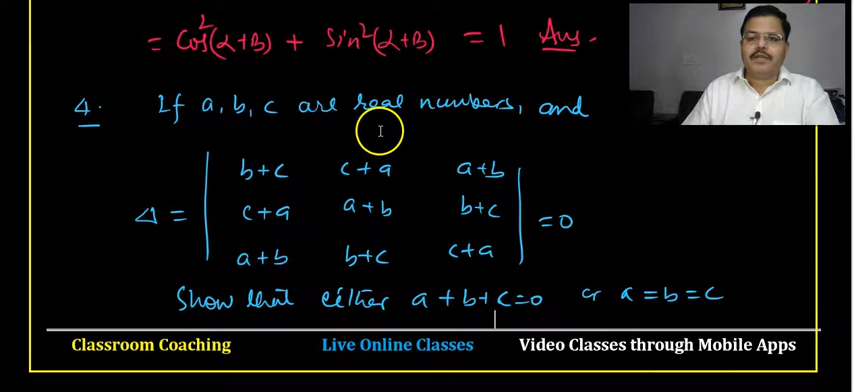 = Cos²(α+β) + Sin²(α+β) = 1 Ans.
4. If a, b, c are real numbers, and
Δ = | b+c c+a a+b |
| c+a a+b b+c | = 0
| a+b b+c c+a |
Show that either a+b+c=0 or a=b=c
Classroom Coaching Live Online Classes Video Classes through Mobile Apps